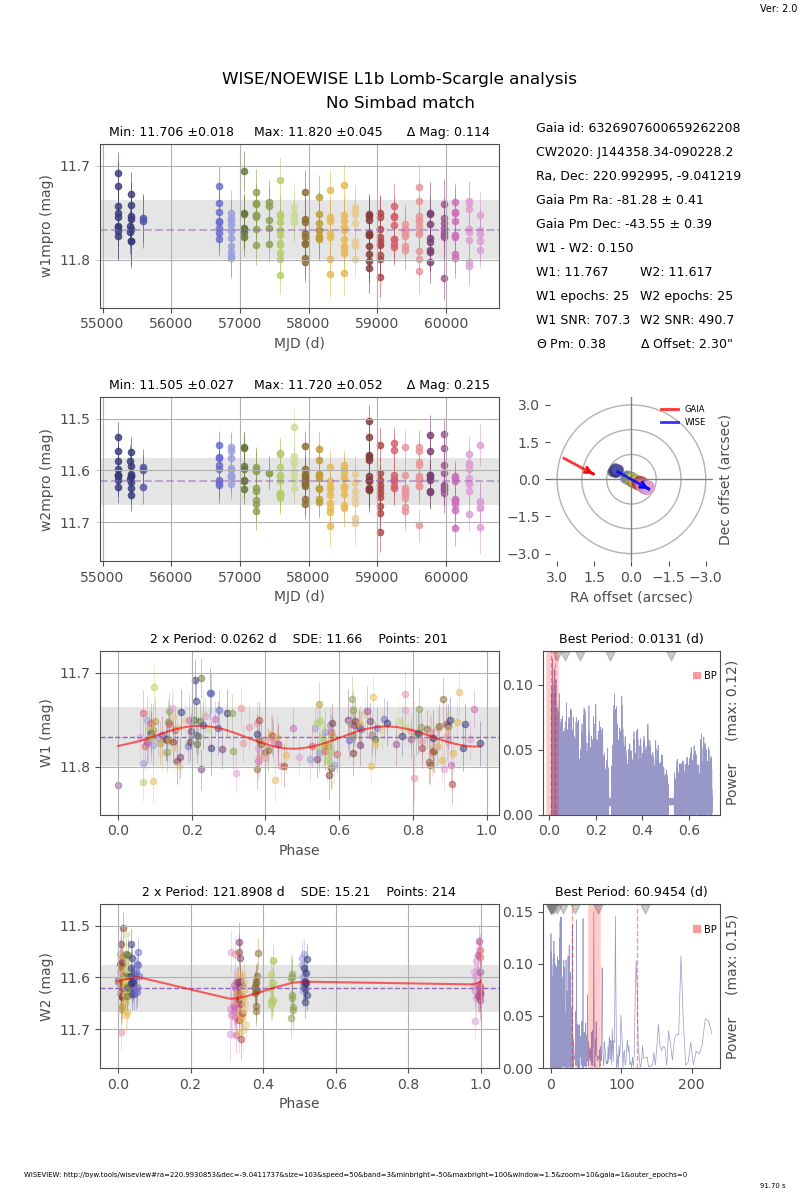 Ver: 2.0
WISE/NOEWISE L1b Lomb-Scargle analysis
No Simbad match
Min: 11.706 ±0.018 Max: 11.820 ±0.045 Δ Mag: 0.114
11.7
11.8
w1mpro (mag)
55000 56000 57000 58000 59000 60000
MJD (d)
Gaia id: 6326907600659262208
CW2020: J144358.34-090228.2
Ra, Dec: 220.992995, -9.041219
Gaia Pm Ra: -81.28 ± 0.41
Gaia Pm Dec: -43.55 ± 0.39
W1 - W2: 0.150
W1: 11.767 W2: 11.617
W1 epochs: 25 W2 epochs: 25
W1 SNR: 707.3 W2 SNR: 490.7
Θ Pm: 0.38 Δ Offset: 2.30"
Min: 11.505 ±0.027 Max: 11.720 ±0.052 Δ Mag: 0.215
11.5
11.6
11.7
w2mpro (mag)
55000 56000 57000 58000 59000 60000
MJD (d)
GAIA
WISE
3.0
1.5
0.0
−1.5
−3.0
Dec offset (arcsec)
3.0 1.5 0.0 −1.5 −3.0
RA offset (arcsec)
2 x Period: 0.0262 d SDE: 11.66 Points: 201
11.7
11.8
W1 (mag)
0.0 0.2 0.4 0.6 0.8 1.0
Phase
Best Period: 0.0131 (d)
BP
0.10
0.05
0.00
Power (max: 0.12)
0.0 0.2 0.4 0.6
2 x Period: 121.8908 d SDE: 15.21 Points: 214
11.5
11.6
11.7
W2 (mag)
0.0 0.2 0.4 0.6 0.8 1.0
Phase
Best Period: 60.9454 (d)
BP
0.15
0.10
0.05
0.00
Power (max: 0.15)
0 100 200
WISEVIEW: http://byw.tools/wiseview#ra=220.9930853&dec=-9.0411737&size=103&speed=50&band=3&minbright=-50&maxbright=100&window=1.5&zoom=10&gaia=1&outer_epochs=0
91.70 s